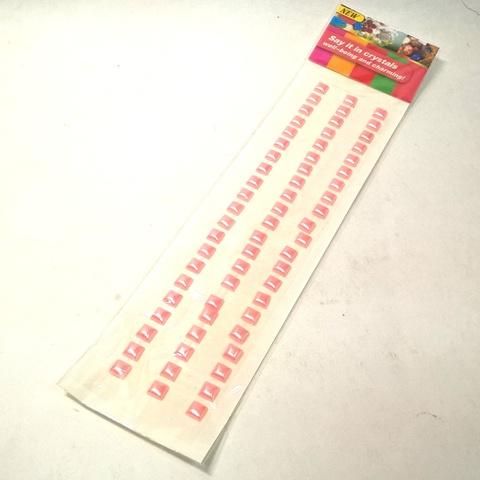 NEW
Say it in crystals
well-being and charming!